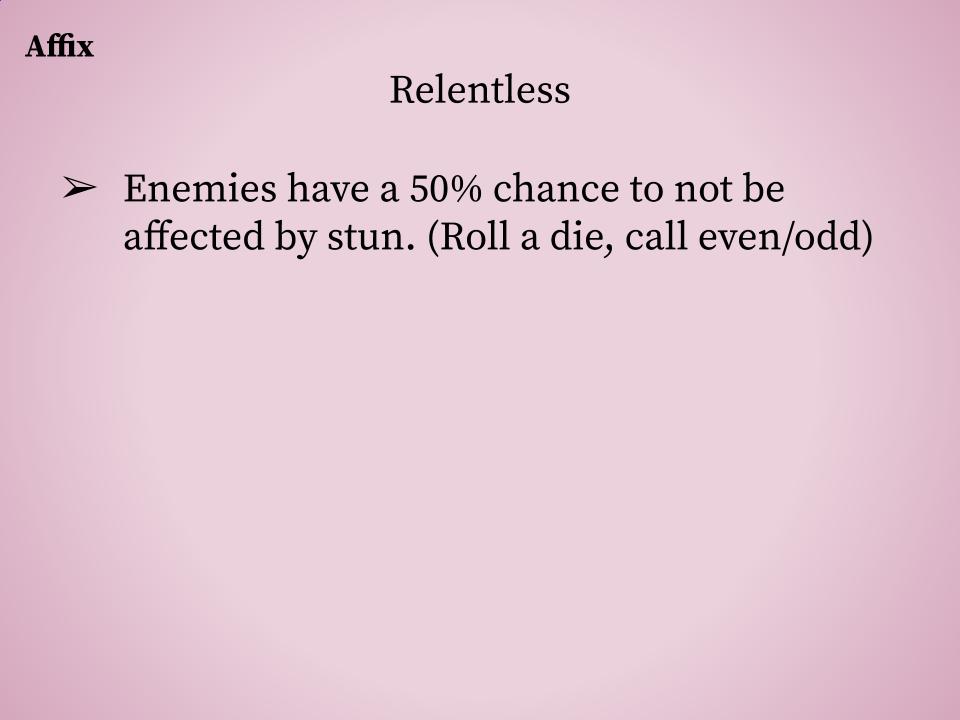 Affix
Relentless
➢ Enemies have a 50% chance to not be
affected by stun. (Roll a die, call even/odd)